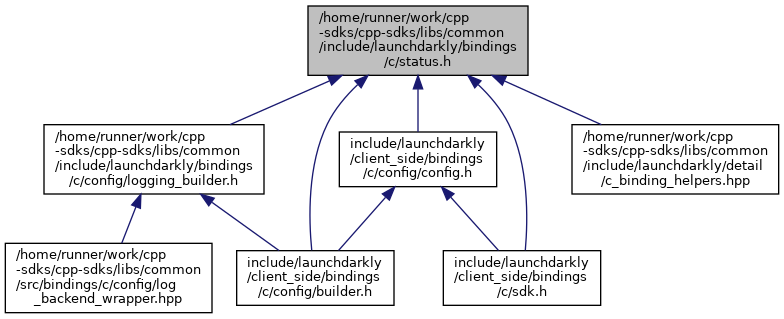 /home/runner/work/cpp
-sdks/cpp-sdks/libs/common
/include/launchdarkly/bindings
/c/status.h
/home/runner/work/cpp
-sdks/cpp-sdks/libs/common
/include/launchdarkly/bindings
/c/config/logging_builder.h
include/launchdarkly
/client_side/bindings
/c/config/config.h
/home/runner/work/cpp
-sdks/cpp-sdks/libs/common
/include/launchdarkly/detail
/c_binding_helpers.hpp
/home/runner/work/cpp
-sdks/cpp-sdks/libs/common
/src/bindings/c/config/log
_backend_wrapper.hpp
include/launchdarkly
/client_side/bindings
/c/config/builder.h
include/launchdarkly
/client_side/bindings
/c/sdk.h